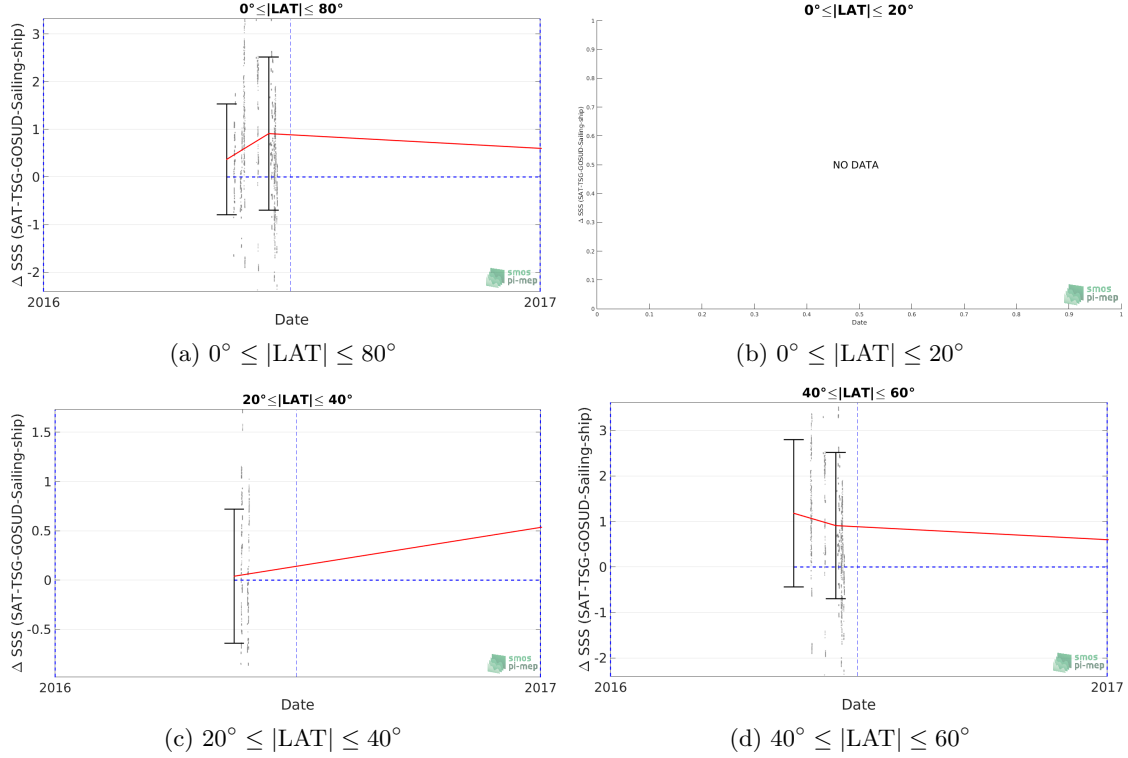 0°≤|LAT|≤ 80°
Δ SSS (SAT-TSG-GOSUD-Sailing-ship)
3
2
1
0
-1
-2
2016
2017
Date
smos
pi-mep
(a) 0° ≤ |LAT| ≤ 80°
0°≤|LAT|≤ 20°
Δ SSS (SAT-TSG-GOSUD-Sailing-ship)
1
0.9
0.8
0.7
0.6
0.5
0.4
0.3
0.2
0.1
0
NO DATA
0
0.1
0.2
0.3
0.4
0.5
0.6
0.7
0.8
0.9
1
Date
smos
pi-mep
(b) 0° ≤ |LAT| ≤ 20°
20°≤|LAT|≤ 40°
Δ SSS (SAT-TSG-GOSUD-Sailing-ship)
1.5
1
0.5
0
-0.5
2016
2017
Date
smos
pi-mep
(c) 20° ≤ |LAT| ≤ 40°
40°≤|LAT|≤ 60°
Δ SSS (SAT-TSG-GOSUD-Sailing-ship)
3
2
1
0
-1
-2
2016
2017
Date
smos
pi-mep
(d) 40° ≤ |LAT| ≤ 60°